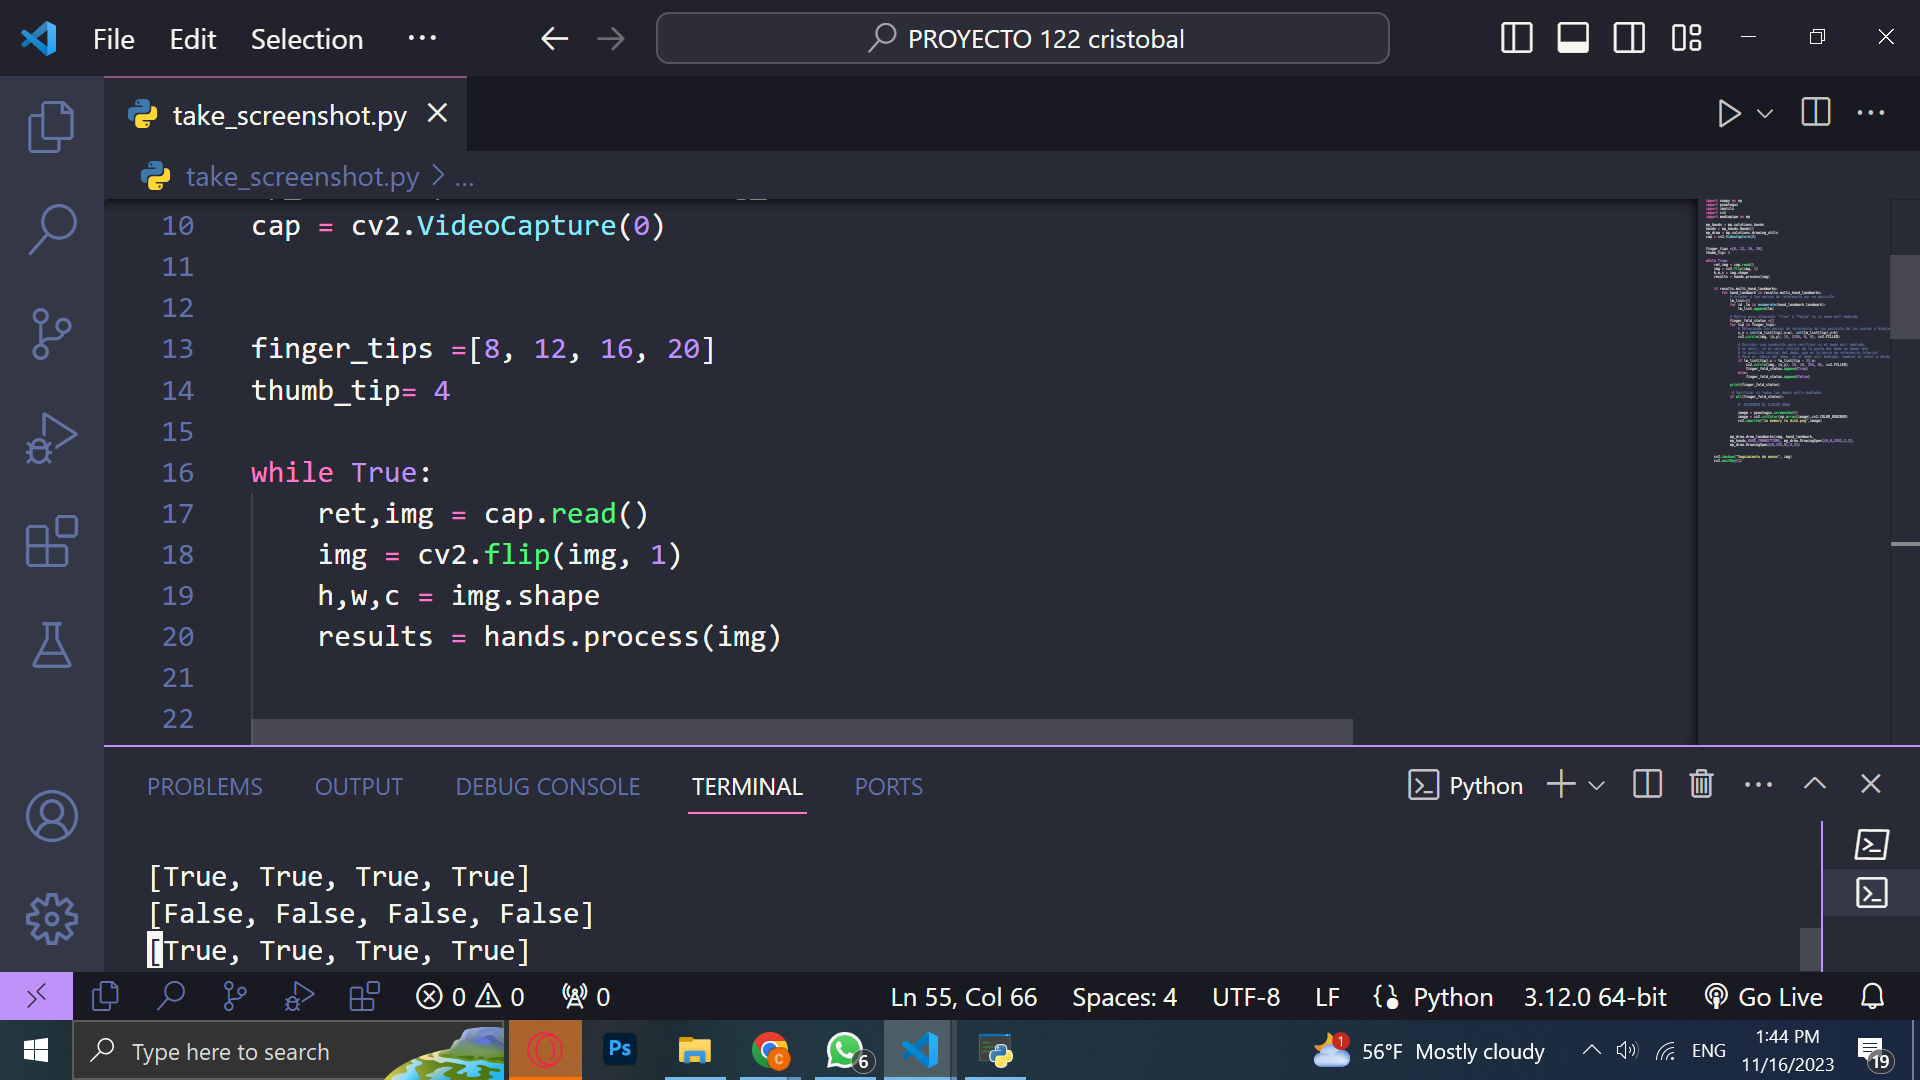 File Edit Selection ···
PROYECTO 122 cristobal
take_screenshot.py
take_screenshot.py > ...
10 cap = cv2.VideoCapture(0)
11
12
13 finger_tips =[8, 12, 16, 20]
14 thumb_tip= 4
15
16 while True:
17 ret,img = cap.read()
18 img = cv2.flip(img, 1)
19 h,w,c = img.shape
20 results = hands.process(img)
21
22
PROBLEMS OUTPUT DEBUG CONSOLE TERMINAL PORTS
Python
[True, True, True, True]
[False, False, False, False]
[True, True, True, True]
0 0 0
Ln 55, Col 66 Spaces: 4 UTF-8 LF Python 3.12.0 64-bit Go Live
Type here to search
Ps
6
1
56°F Mostly cloudy
ENG
1:44 PM
11/16/2023
19